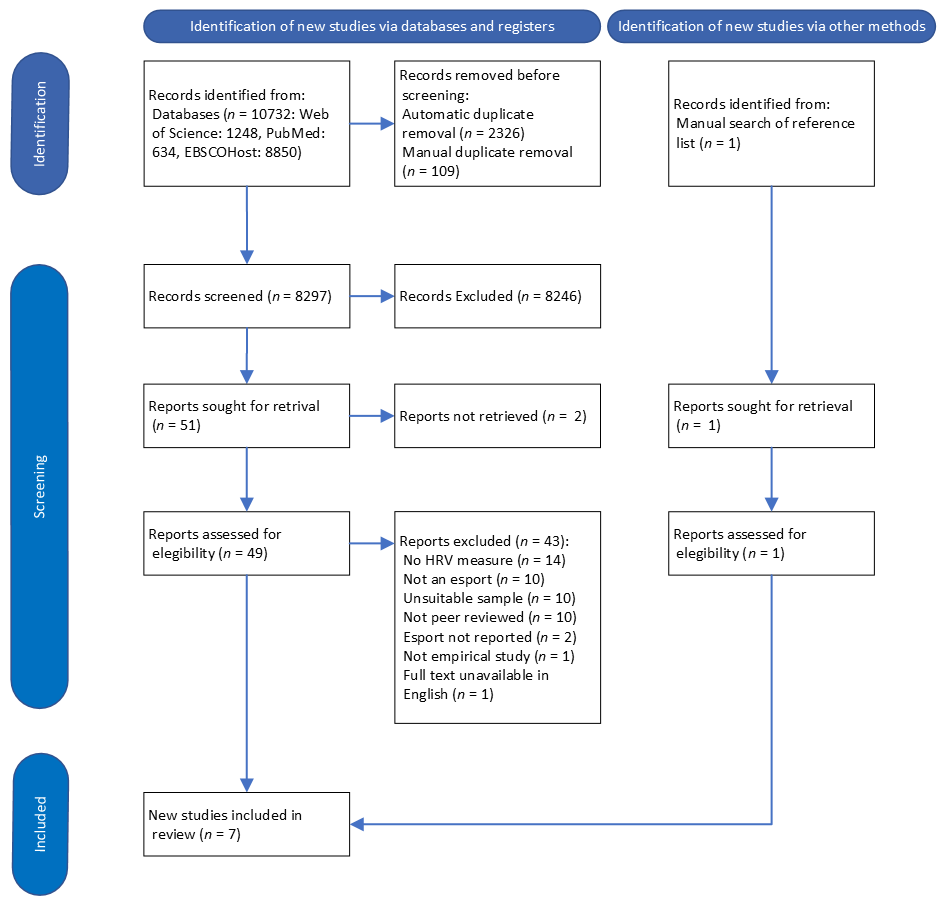 Identification of new studies via databases and registers
Identification of new studies via other methods
Identification
Records identified from:
Databases (n = 10732: Web
of Science: 1248, PubMed:
634, EBSCOHost: 8850)
Records removed before
screening:
Automatic duplicate
removal (n = 2326)
Manual duplicate removal
(n = 109)
Records identified from:
Manual search of reference
list (n = 1)
Screening
Records screened (n = 8297)
Records Excluded (n = 8246)
Reports sought for retrival
(n = 51)
Reports not retrieved (n = 2)
Reports sought for retrieval
(n = 1)
Reports assessed for
elegibility (n = 49)
Reports excluded (n = 43):
No HRV measure (n = 14)
Not an esport (n = 10)
Unsuitable sample (n = 10)
Not peer reviewed (n = 10)
Esport not reported (n = 2)
Not empirical study (n = 1)
Full text unavailable in
English (n = 1)
Reports assessed for
elegibility (n = 1)
Included
New studies included in
review (n = 7)